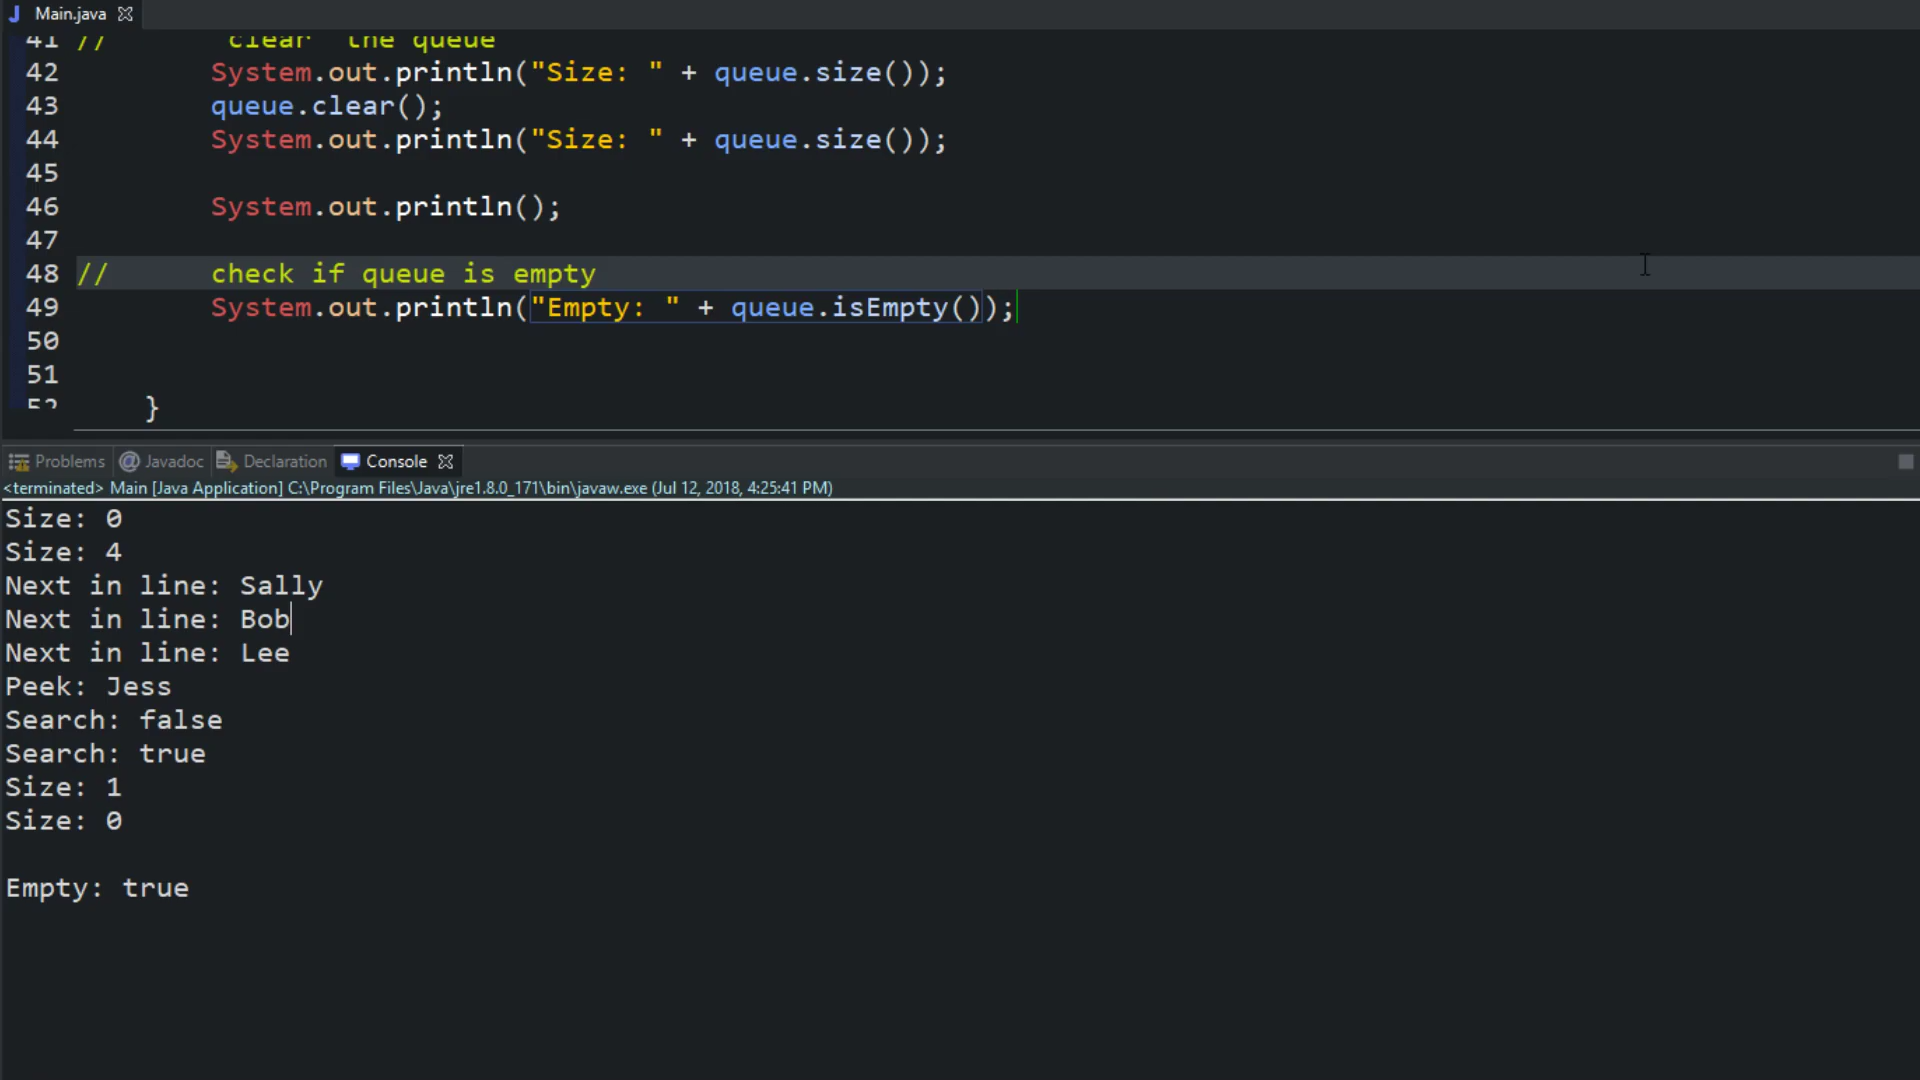 Main.java
41 // clear the queue
42 System.out.println("Size: " + queue.size());
43 queue.clear();
44 System.out.println("Size: " + queue.size());
45
46 System.out.println();
47
48 // check if queue is empty
49 System.out.println("Empty: " + queue.isEmpty());
50
51
52 }
Problems @ Javadoc Declaration Console
<terminated> Main [Java Application] C:\Program Files\Java\jre1.8.0_171\bin\javaw.exe (Jul 12, 2018, 4:25:41 PM)
Size: 0
Size: 4
Next in line: Sally
Next in line: Bob
Next in line: Lee
Peek: Jess
Search: false
Search: true
Size: 1
Size: 0
Empty: true